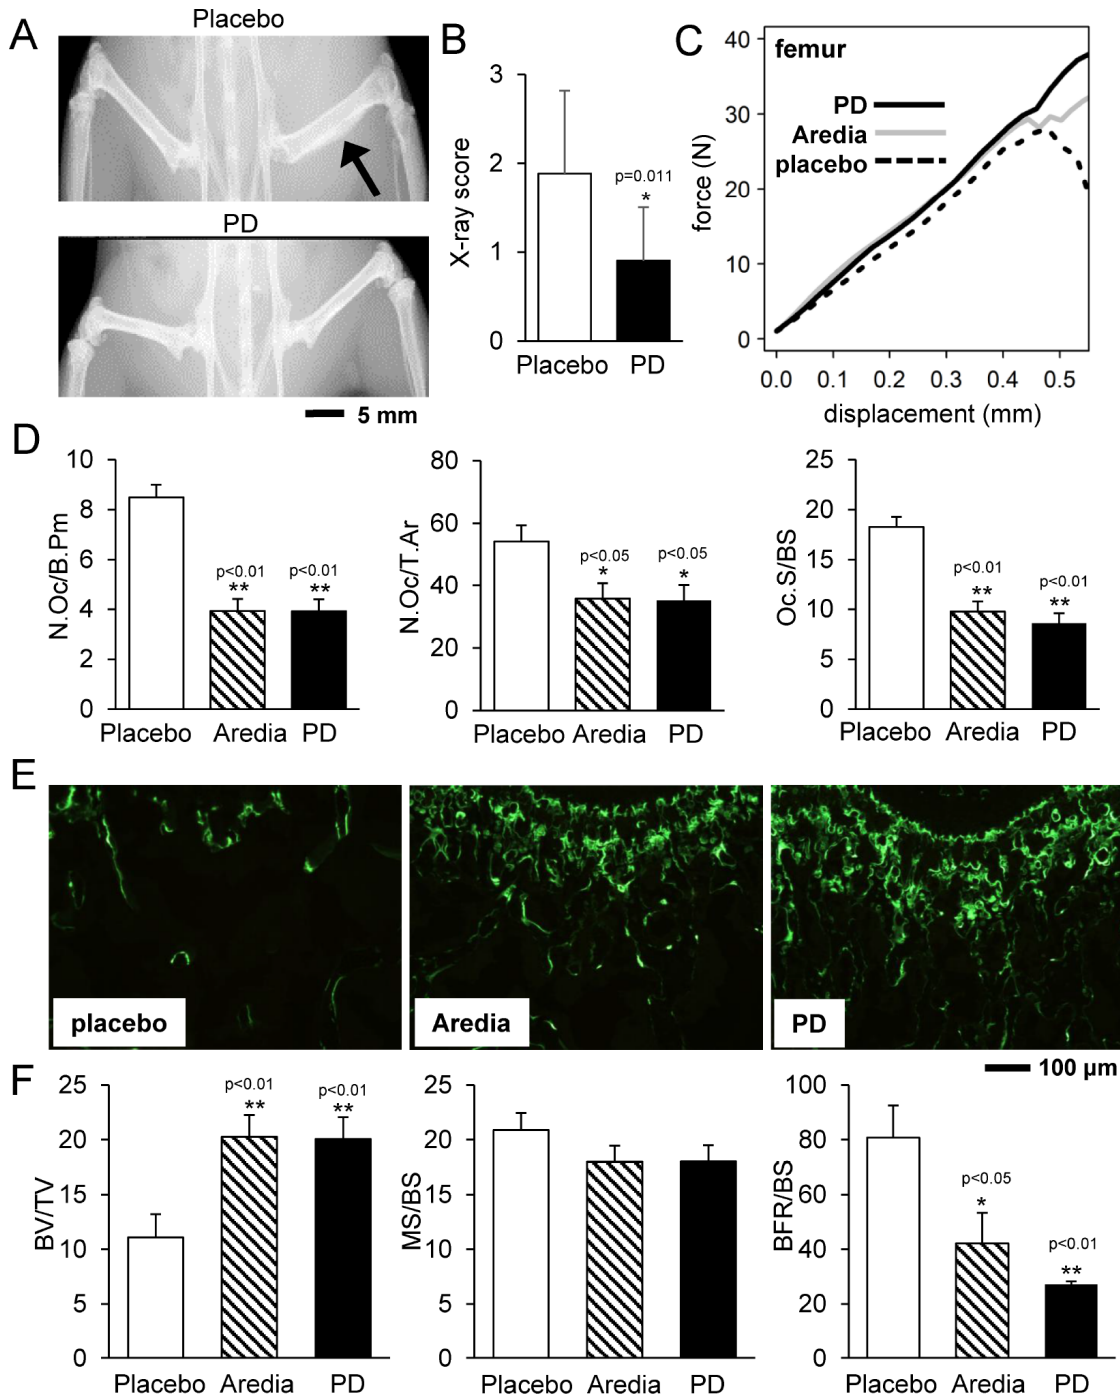 A
Placebo
PD
5 mm
B
X-ray score
3
2
1
0
p=0.011
*
Placebo PD
C
femur
PD
Aredia
placebo
force (N)
40
30
20
10
0
0.0 0.1 0.2 0.3 0.4 0.5
displacement (mm)
D
N.Oc/B.Pm
10
8
6
4
2
0
p<0.01 p<0.01
** **
Placebo Aredia PD
N.Oc/T.Ar
80
60
40
20
0
p<0.05 p<0.05
* *
Placebo Aredia PD
Oc.S/BS
25
20
15
10
5
0
p<0.01
**
p<0.01
**
Placebo Aredia PD
E
placebo
Aredia
PD
100 µm
F
BV/TV
25
20
15
10
5
0
p<0.01 p<0.01
** **
Placebo Aredia PD
MS/BS
25
20
15
10
5
0
Placebo Aredia PD
BFR/BS
100
80
60
40
20
0
p<0.05
*
p<0.01
**
Placebo Aredia PD